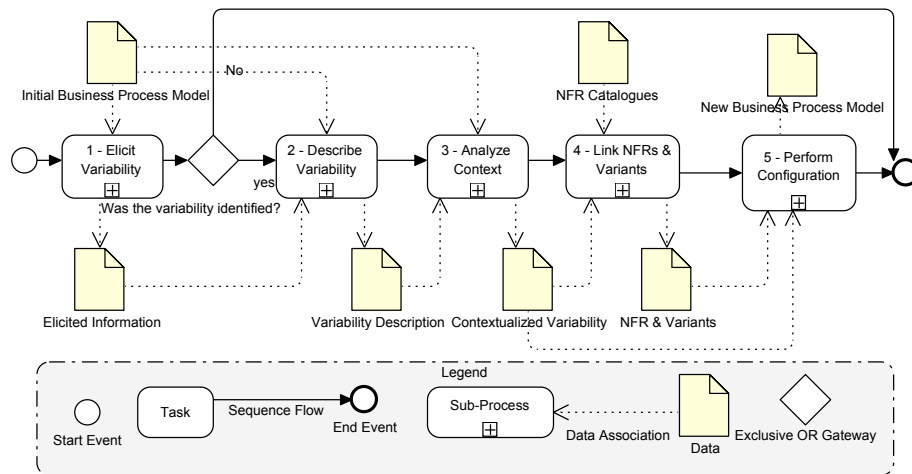 No
Initial Business Process Model
NFR Catalogues
New Business Process Model
1 - Elicit
Variability
2 - Describe
Variability
3 - Analyze
Context
4 - Link NFRs &
Variants
5 - Perform
Configuration
yes
Was the variability identified?
Elicited Information
Variability Description
Contextualized Variability
NFR & Variants
Legend
Start Event
Task
Sequence Flow
End Event
Sub-Process
Data Association
Data
Exclusive OR Gateway